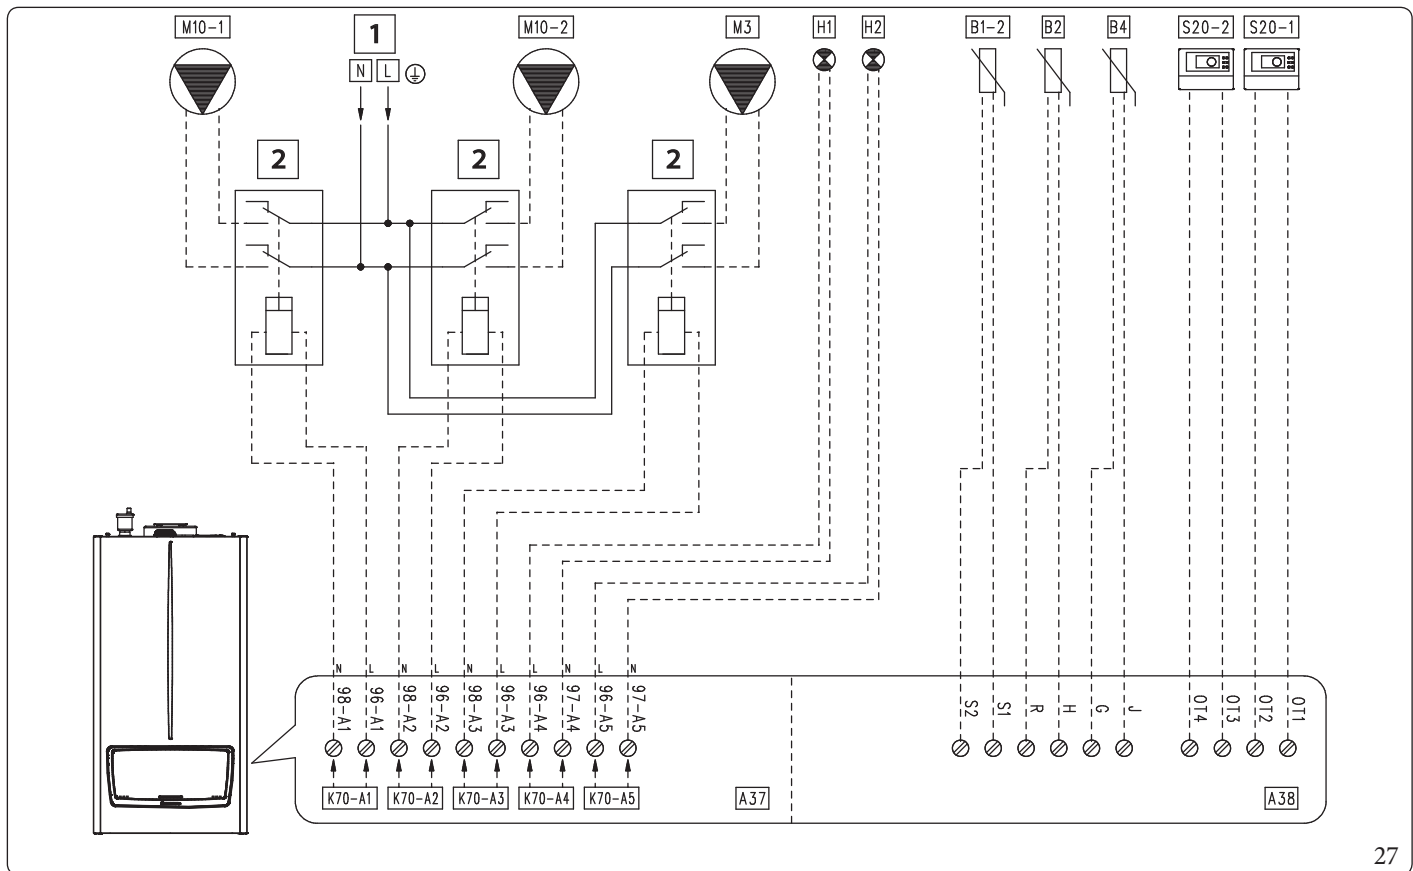 M10-1
1
M10-2
M3
H1
H2
B1-2
B2
B4
S20-2
S20-1
N
L
2
2
2
N
L
N
L
N
L
L
N
L
N
98-A1
96-A1
98-A2
96-A2
98-A3
96-A3
96-A4
97-A4
96-A5
97-A5
S2
S1
R
H
G
J
OT4
OT3
OT2
OT1
K70-A1
K70-A2
K70-A3
K70-A4
K70-A5
A37
A38
27